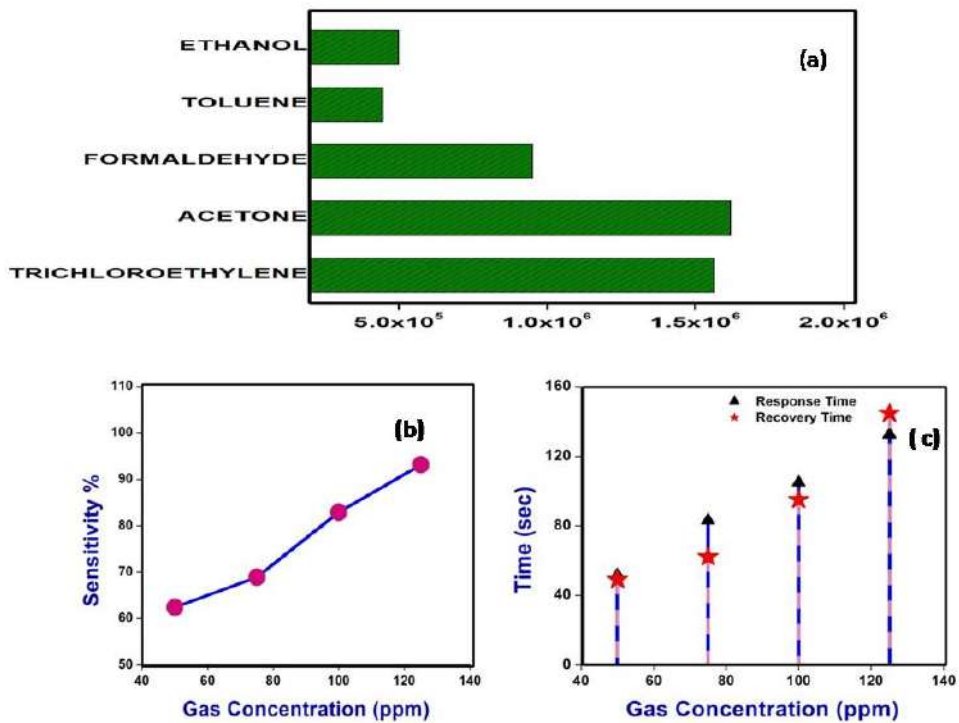 ETHANOL
(a)
TOLUENE
FORMALDEHYDE
ACETONE
TRICHLOROETHYLENE
5.0x10⁵ 1.0x10⁶ 1.5x10⁶ 2.0x10⁶
110
100
90
80
70
60
50
Sensitivity %
(b)
40 60 80 100 120 140
Gas Concentration (ppm)
160
120
80
40
0
Time (sec)
Response Time
Recovery Time
(c)
40 60 80 100 120 140
Gas Concentration (ppm)